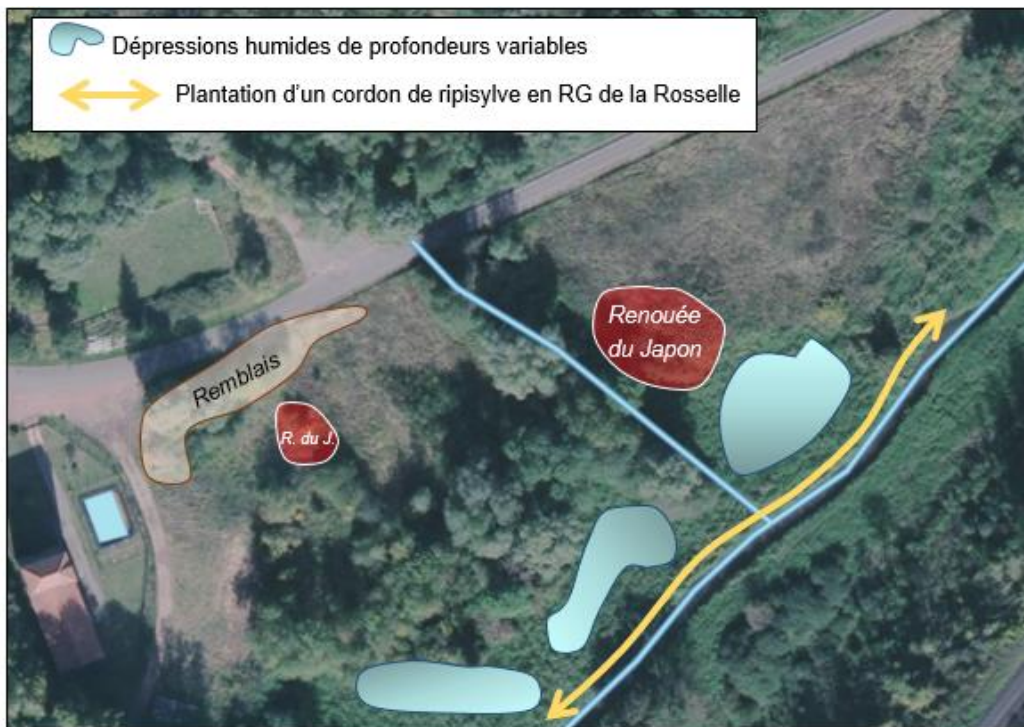 Dépressions humides de profondeurs variables
Plantation d'un cordon de ripisylve en RG de la Rosselle
Renouée
du Japon
Remblais
R. du J.